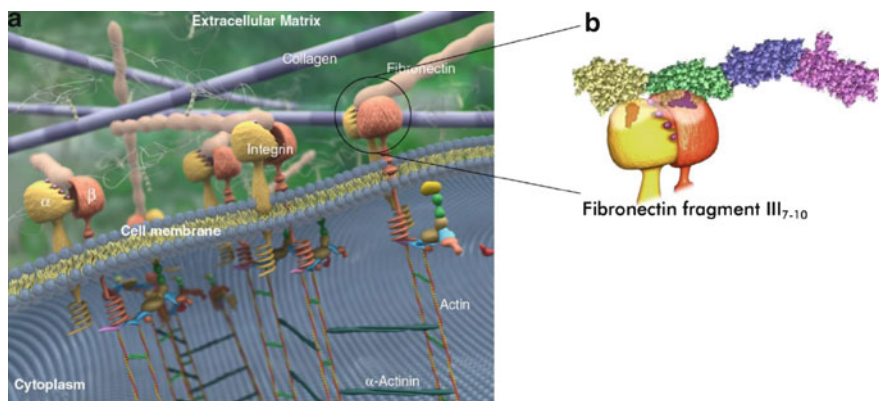 a
Extracellular Matrix
Collagen
Fibronectin
Integrin
α
β
Cell membrane
Actin
α-Actinin
Cytoplasm
b
Fibronectin fragment III7-10